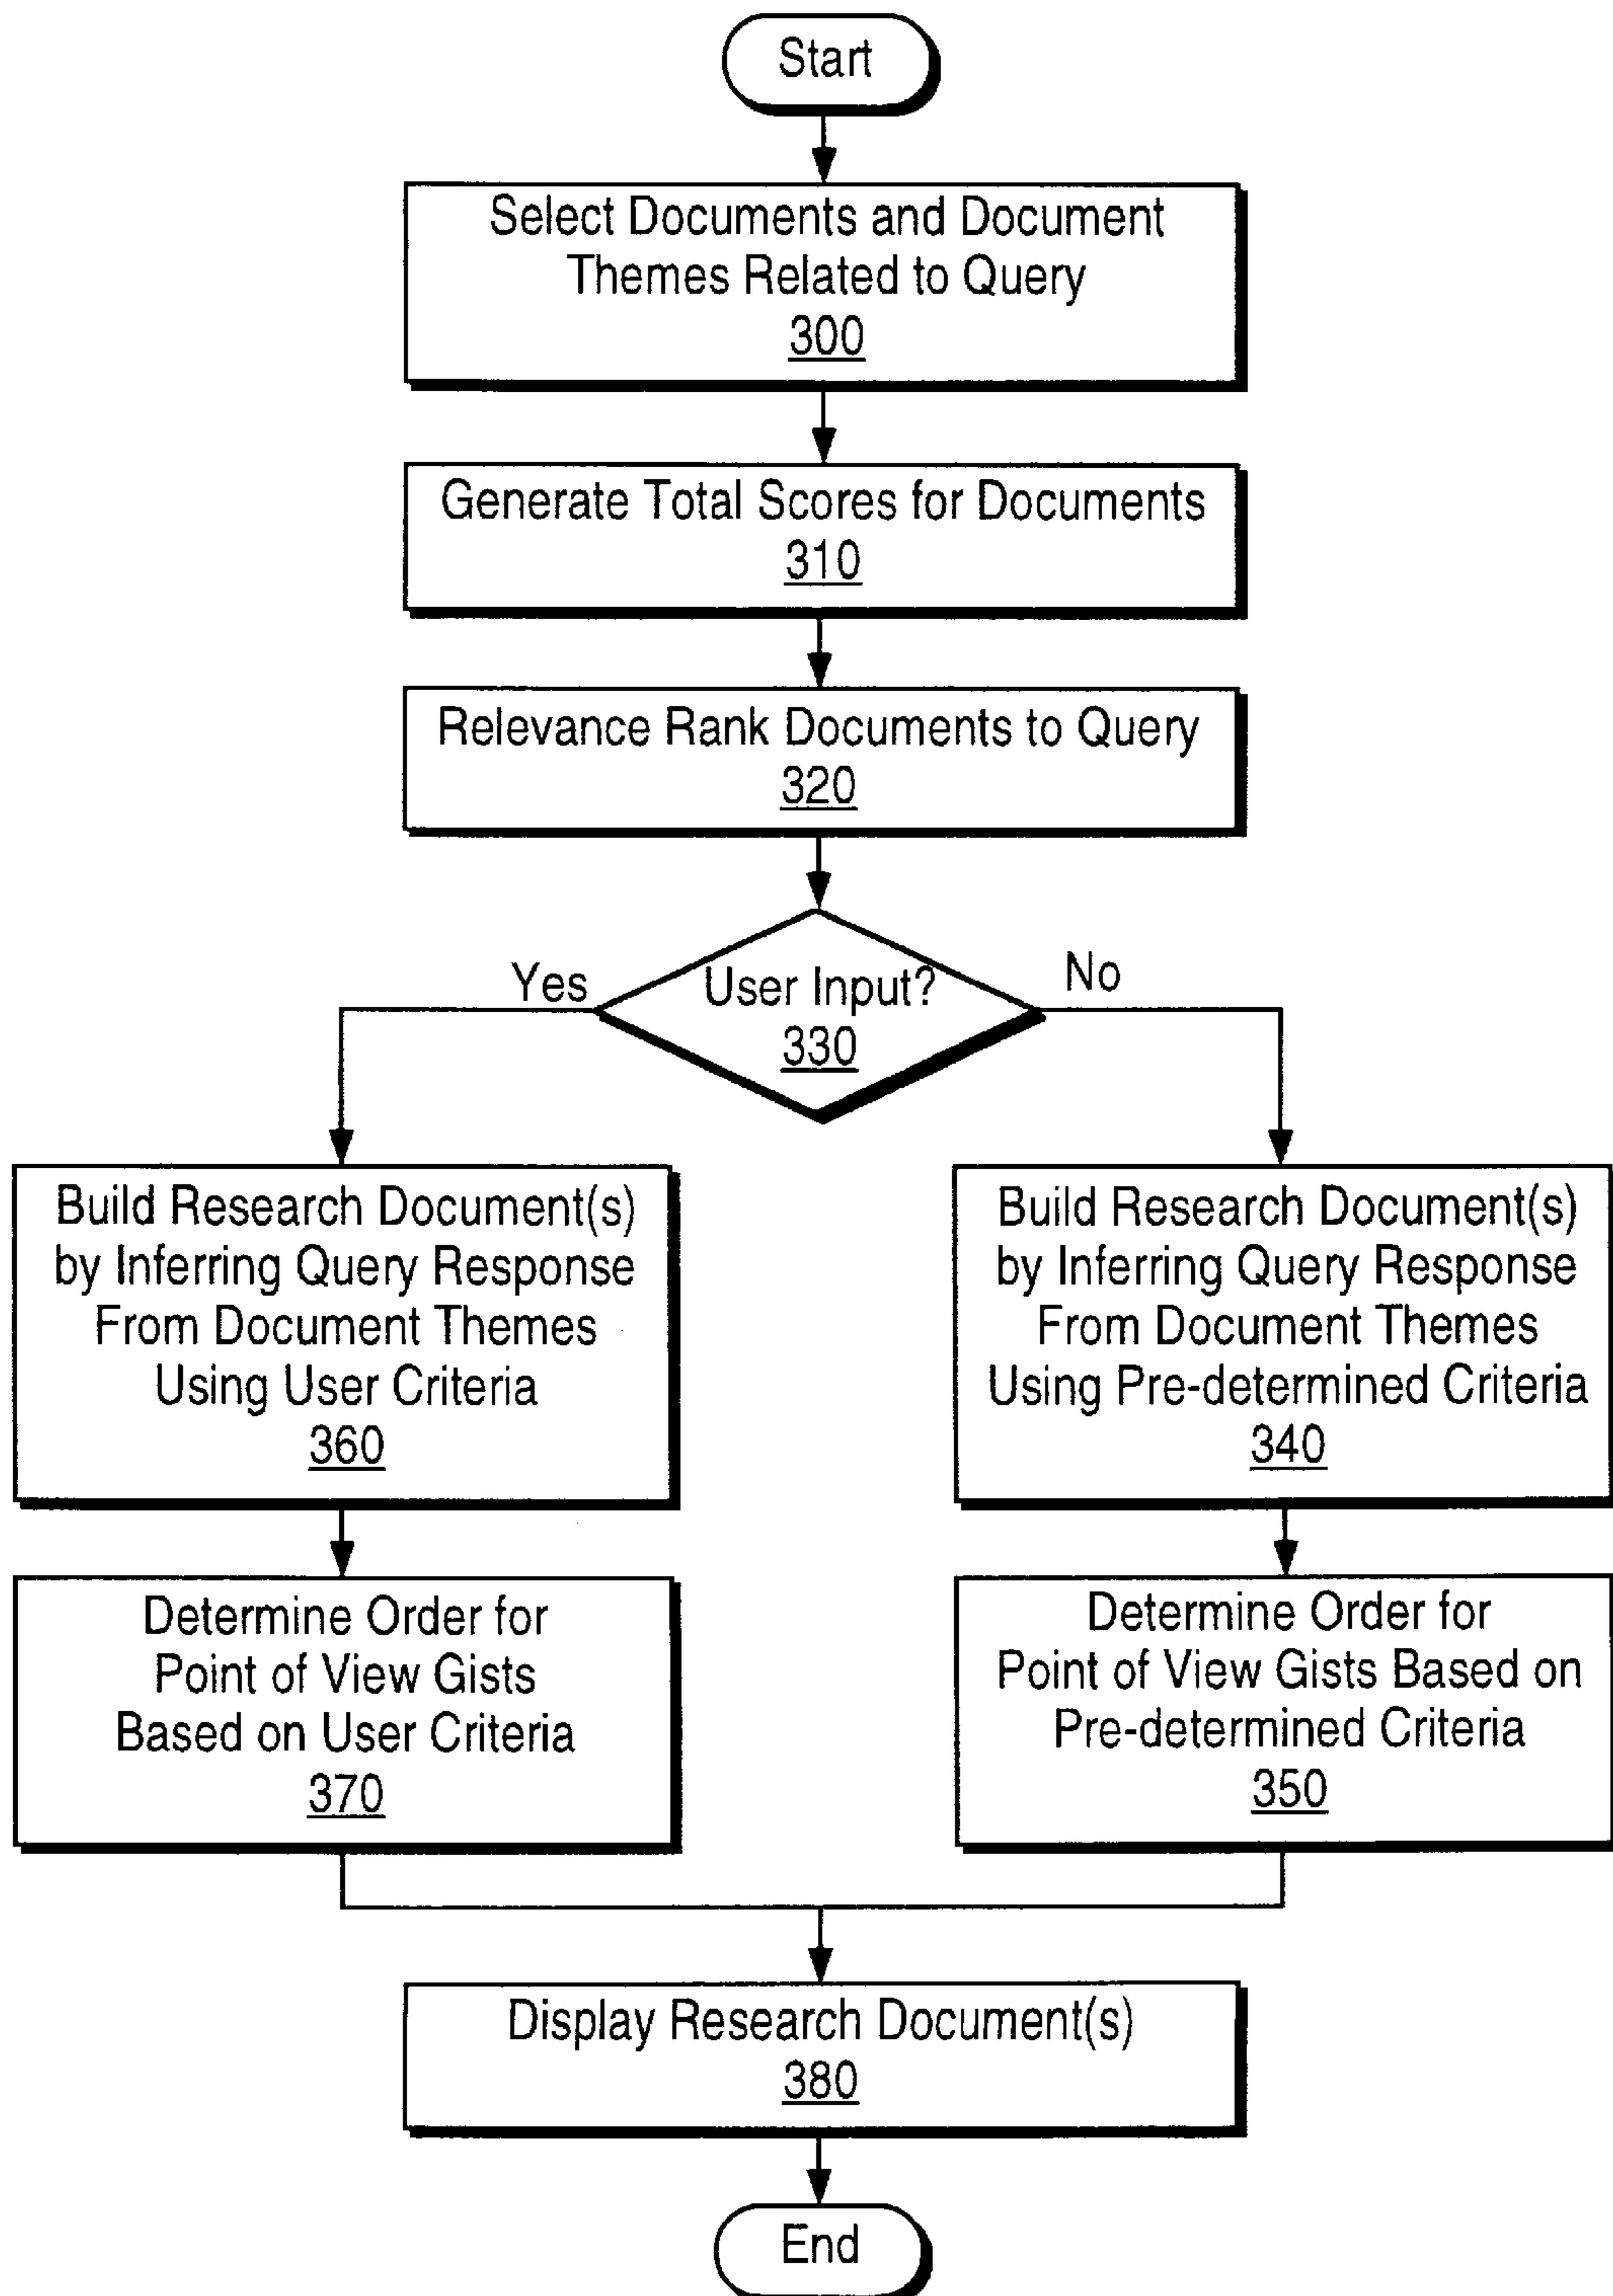 Start
Select Documents and Document
Themes Related to Query
300
Generate Total Scores for Documents
310
Relevance Rank Documents to Query
320
Yes
User Input?
330
No
Build Research Document(s)
by Inferring Query Response
From Document Themes
Using User Criteria
360
Build Research Document(s)
by Inferring Query Response
From Document Themes
Using Pre-determined Criteria
340
Determine Order for
Point of View Gists
Based on User Criteria
370
Determine Order for
Point of View Gists Based on
Pre-determined Criteria
350
Display Research Document(s)
380
End